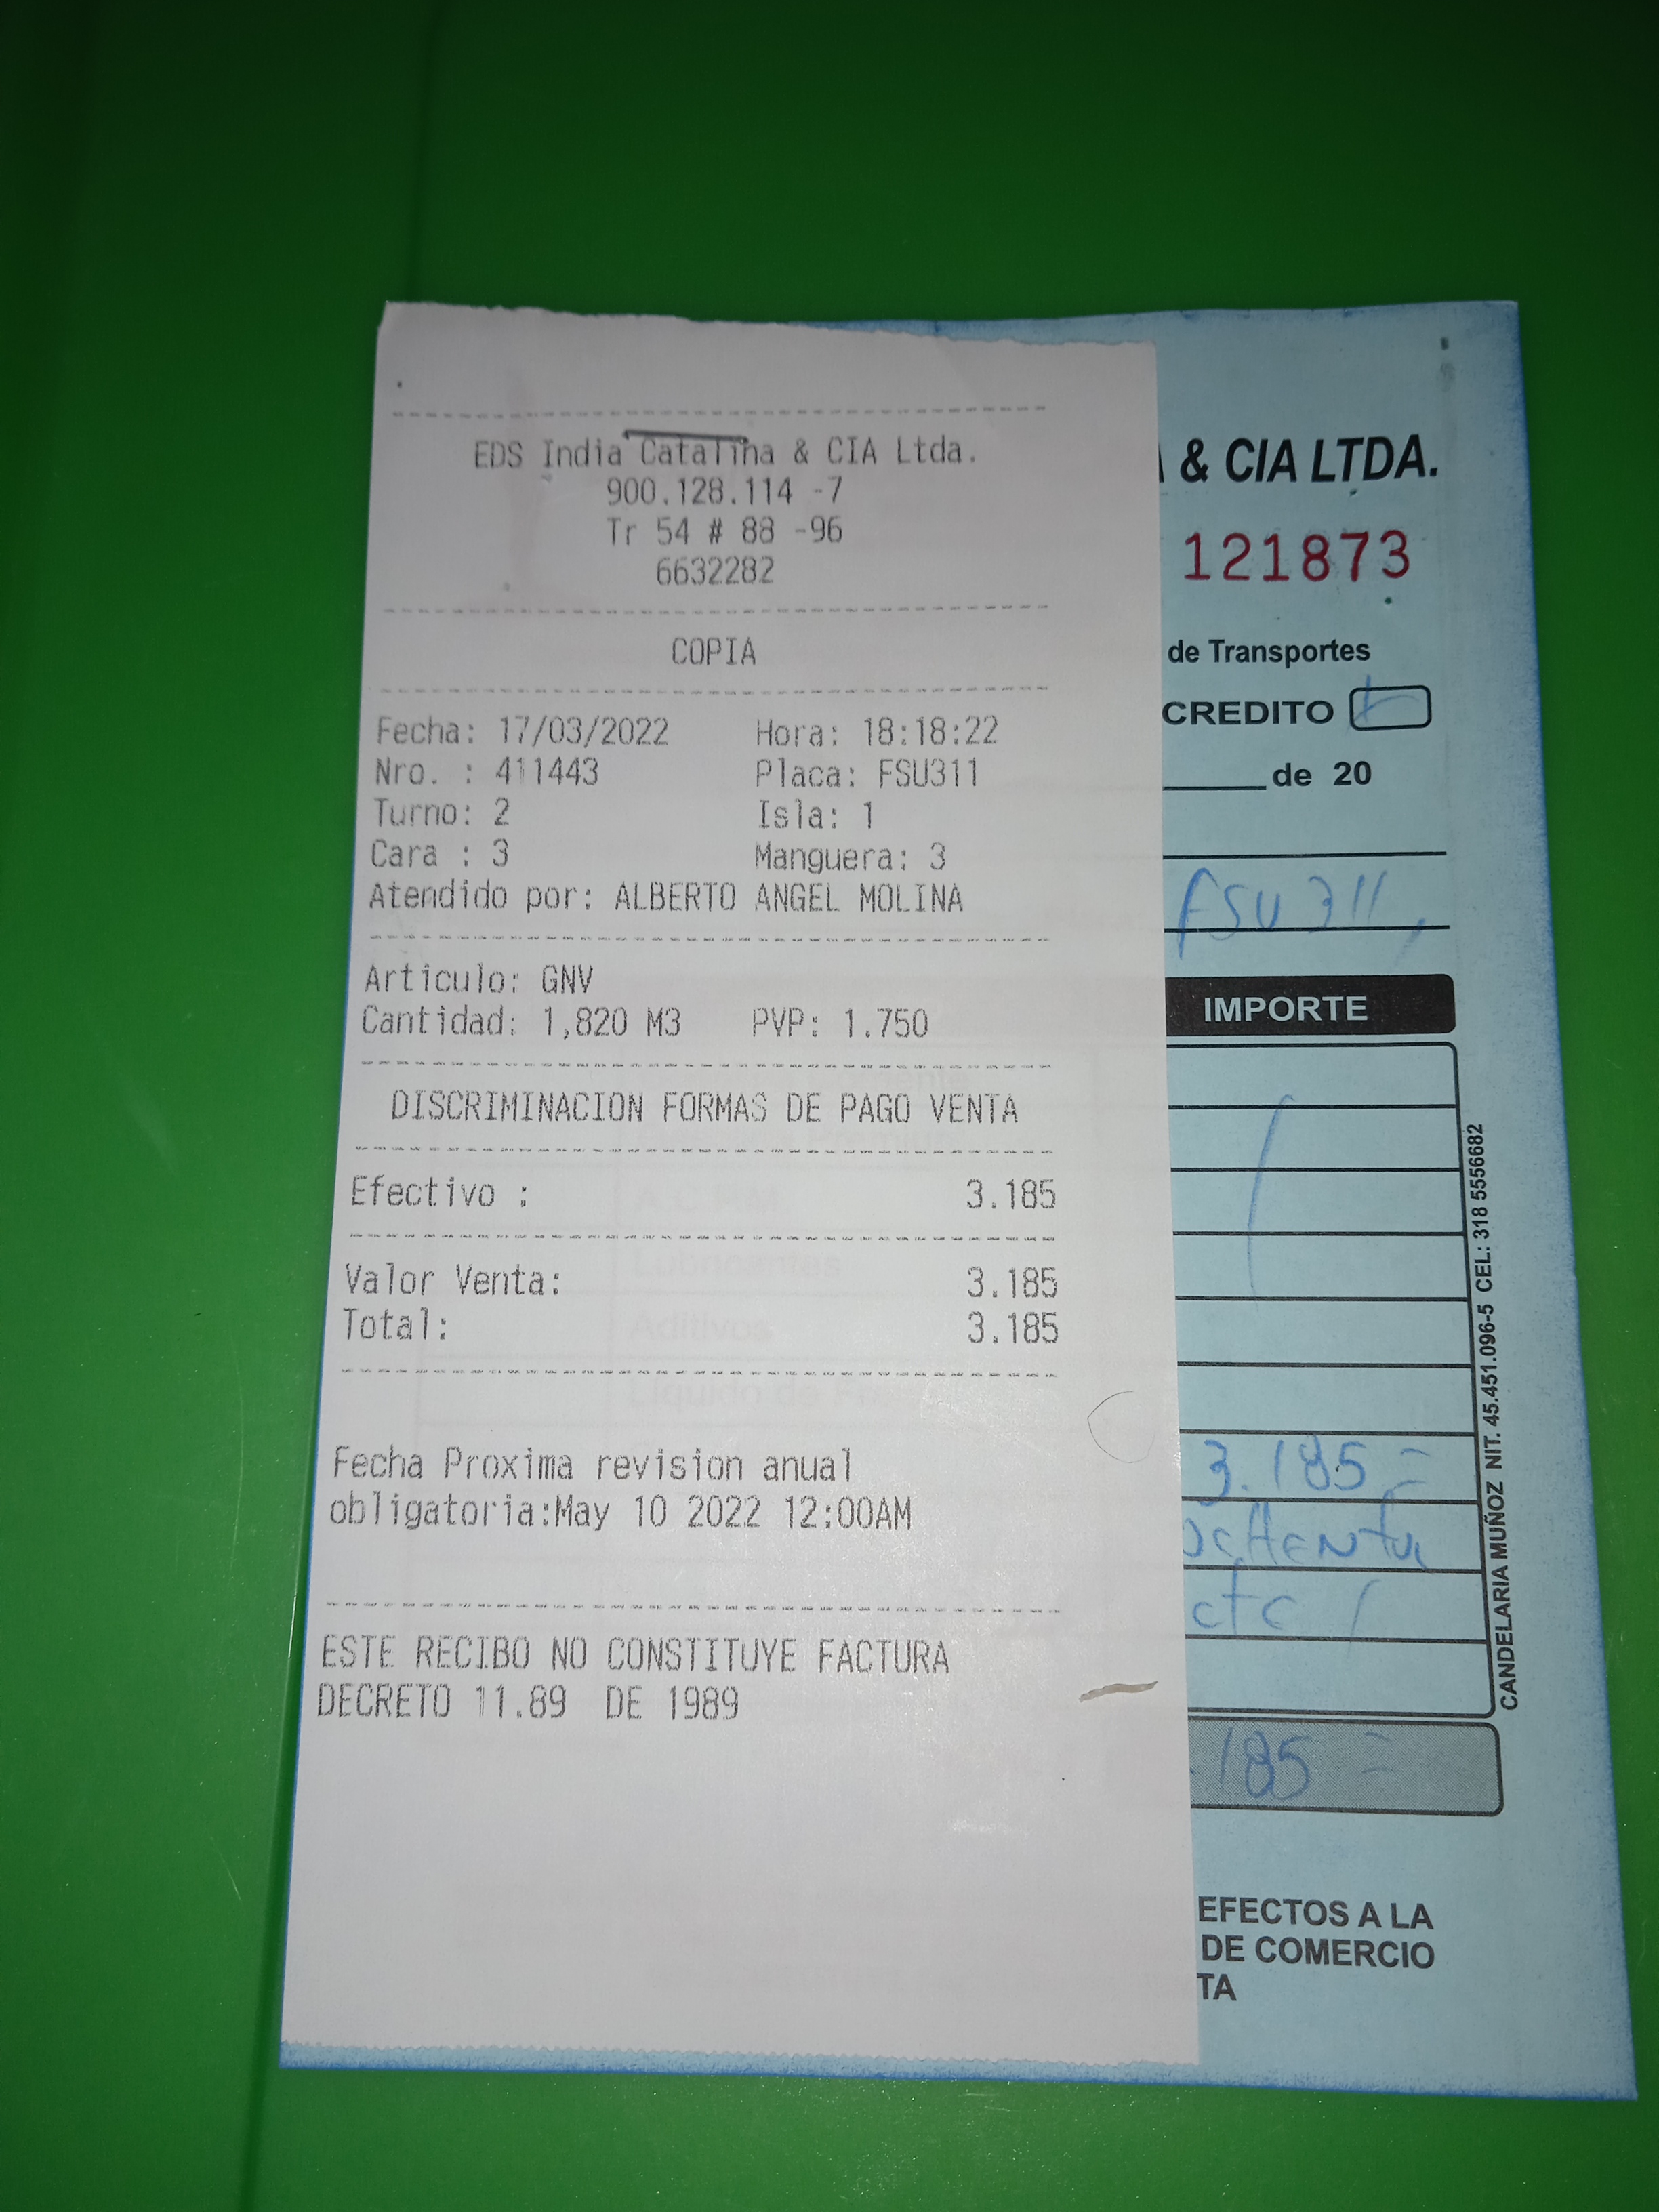 EDS India Catalina & CIA Ltda.
900.128.114 -7
Tr 54 # 88 -96
6632282
COPIA
Fecha: 17/03/2022 Hora: 18:18:22
Nro. : 411443 Placa: FSU311
Turno: 2 Isla: 1
Cara : 3 Manguera: 3
Atendido por: ALBERTO ANGEL MOLINA
Articulo: GNV
Cantidad: 1,820 M3 PVP: 1.750
DISCRIMINACION FORMAS DE PAGO VENTA
Efectivo : 3.185
Valor Venta: 3.185
Total: 3.185
Fecha Proxima revision anual
obligatoria:May 10 2022 12:00AM
ESTE RECIBO NO CONSTITUYE FACTURA
DECRETO 11.89 DE 1989
& CIA LTDA.
121873
de Transportes
CREDITO
de 20
FSU 311
IMPORTE
3.185 =
ochenta
cte /
.185 =
EFECTOS A LA
DE COMERCIO
TA
CANDELARIA MUÑOZ NIT. 45.451.096-5 CEL: 318 5556682